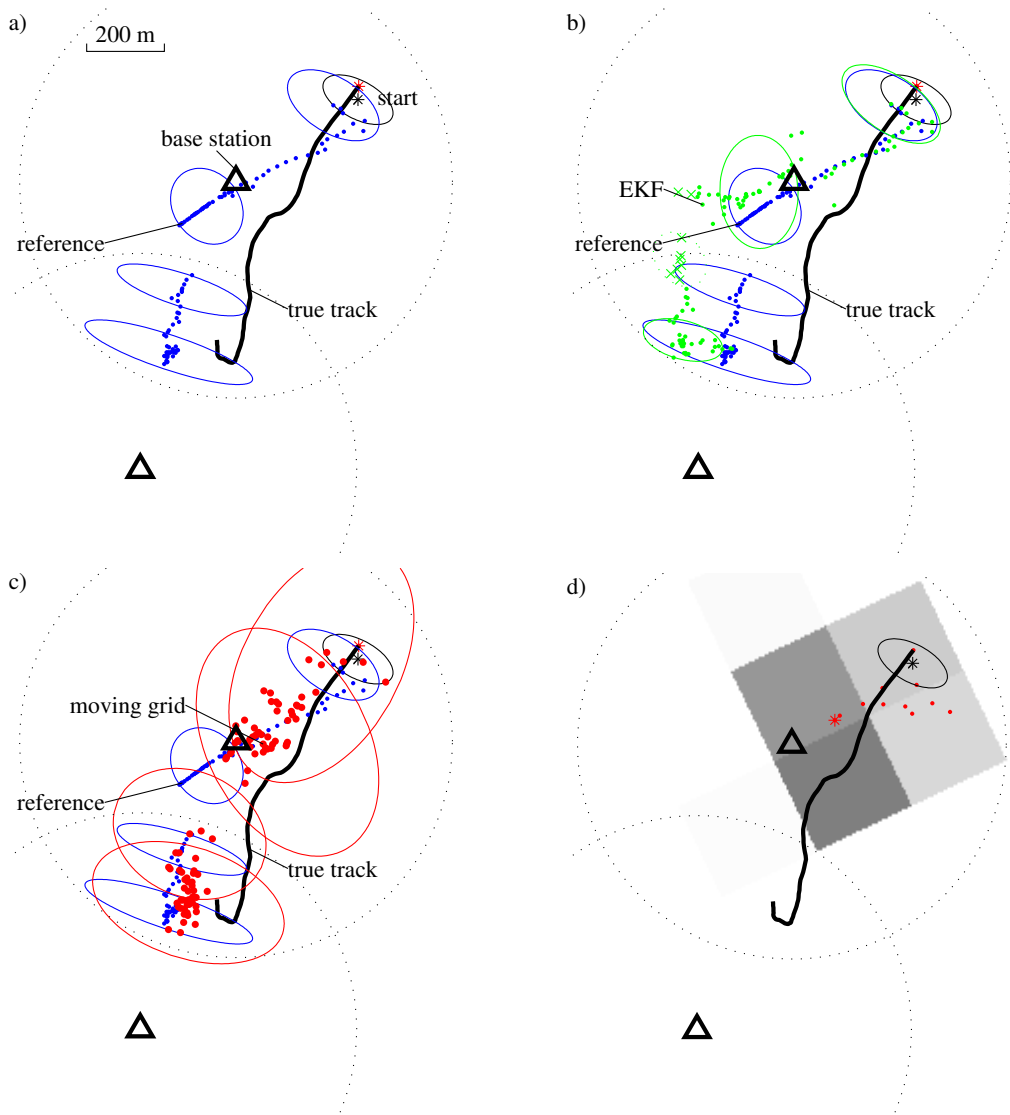 a)
200 m
start
base station
reference
true track
b)
EKF
reference
true track
c)
moving grid
reference
true track
d)